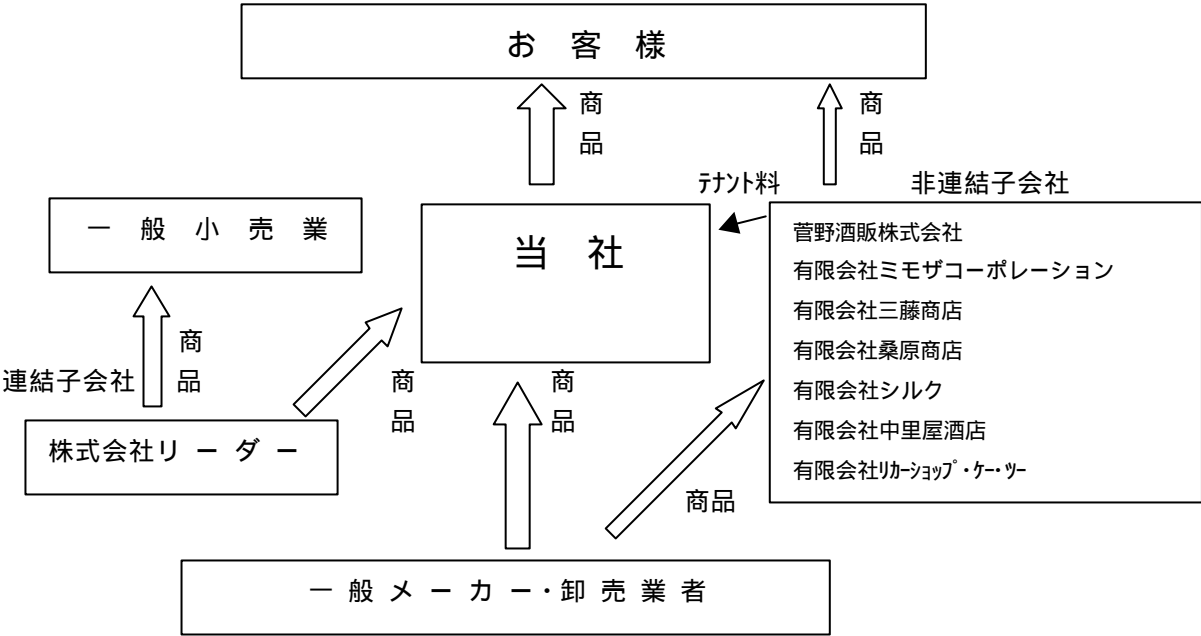 お 客 様
商
品
商
品
ﾃﾅﾝﾄ料
非連結子会社
一 般 小 売 業
当 社
菅野酒販株式会社
有限会社ミモザコーポレーション
有限会社三藤商店
有限会社桑原商店
有限会社シルク
有限会社中里屋酒店
有限会社ﾘｶｰｼｮｯﾌﾟ・ｹｰ・ﾂｰ
商
品
連結子会社
商
品
商
品
株式会社リ ー ダ ー
商品
一 般 メ ー カ ー・卸 売 業 者